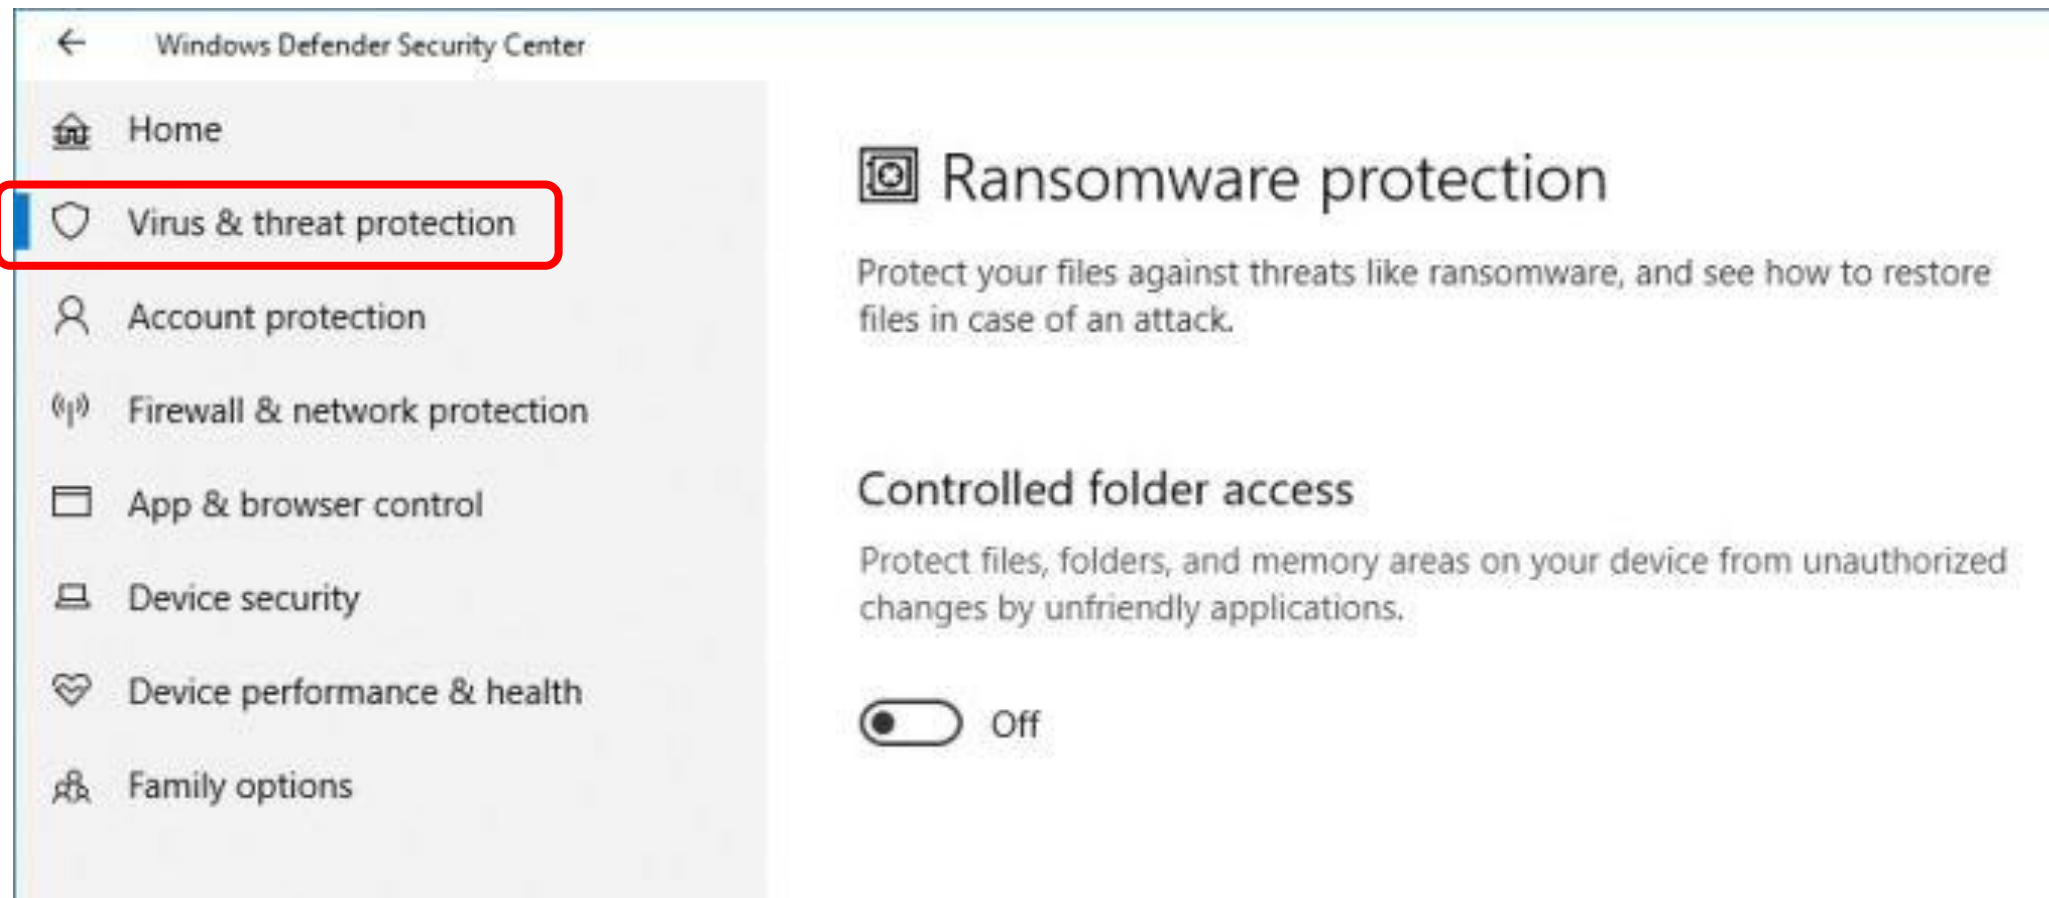 Windows Defender Security Center
Home
Virus & threat protection
Account protection
Firewall & network protection
App & browser control
Device security
Device performance & health
Family options
Ransomware protection
Protect your files against threats like ransomware, and see how to restore
files in case of an attack.
Controlled folder access
Protect files, folders, and memory areas on your device from unauthorized
changes by unfriendly applications.
Off